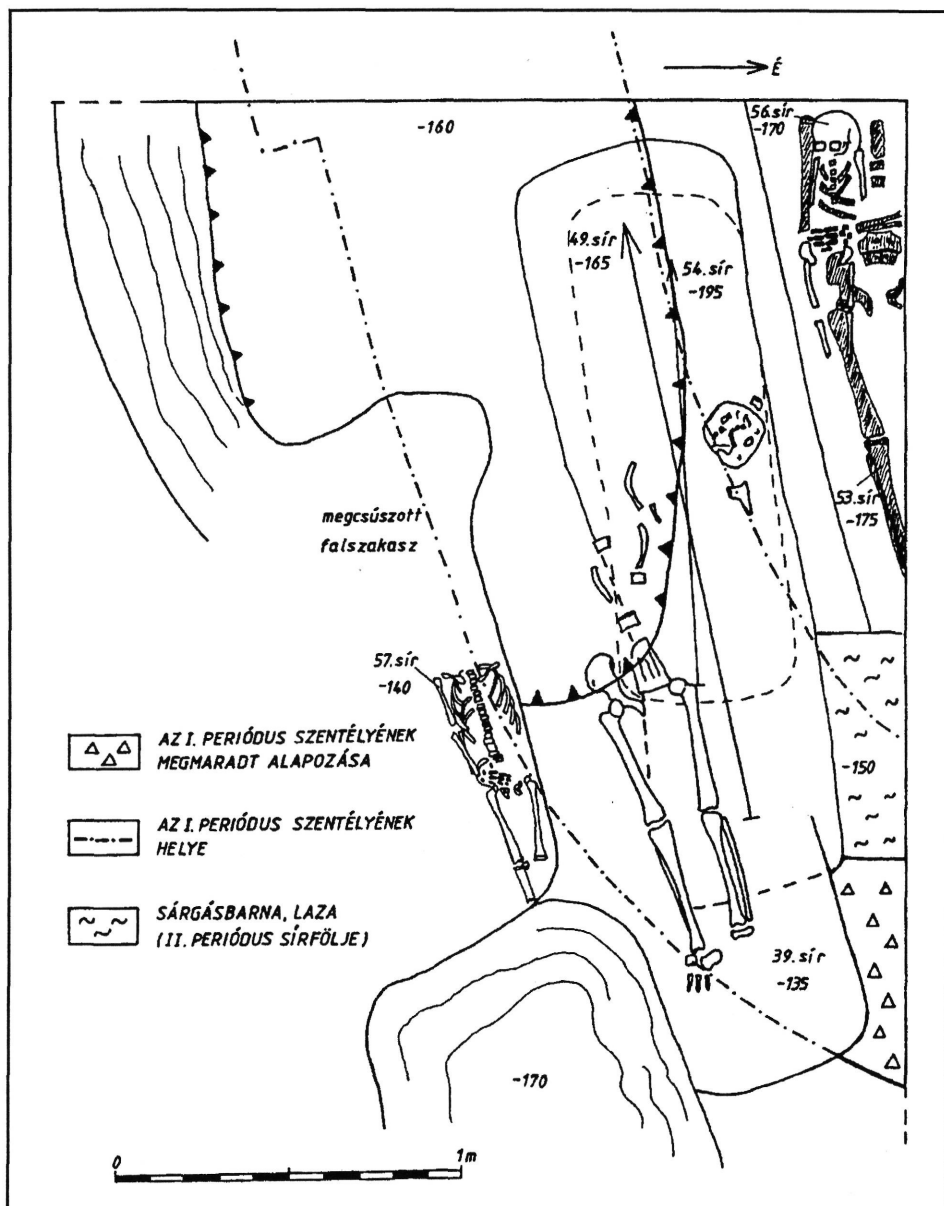 É
-160
56.sír
-170
49.sír
-165
54.sír
-195
53.sír
-175
megcsúszott
falszakasz
57.sír
-140
AZ I. PERIÓDUS SZENTÉLYÉNEK
MEGMARADT ALAPOZÁSA
-150
AZ I. PERIÓDUS SZENTÉLYÉNEK
HELYE
SÁRGÁSBARNA, LAZA
(II. PERIÓDUS SÍRFÖLJE)
39.sír
-135
-170
0
1m